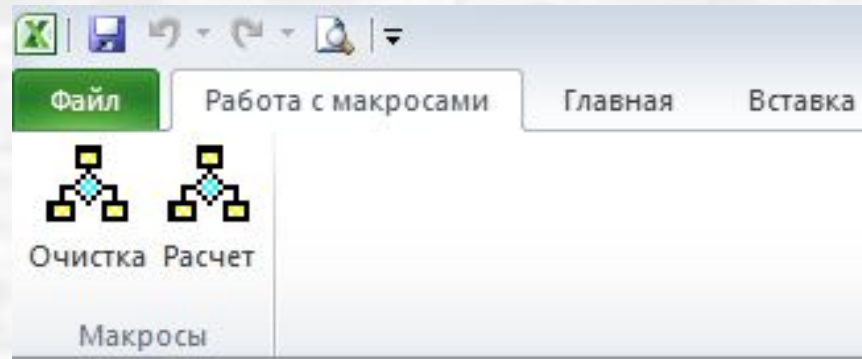 Файл Работа с макросами Главная Вставка
Очистка Расчет
Макросы